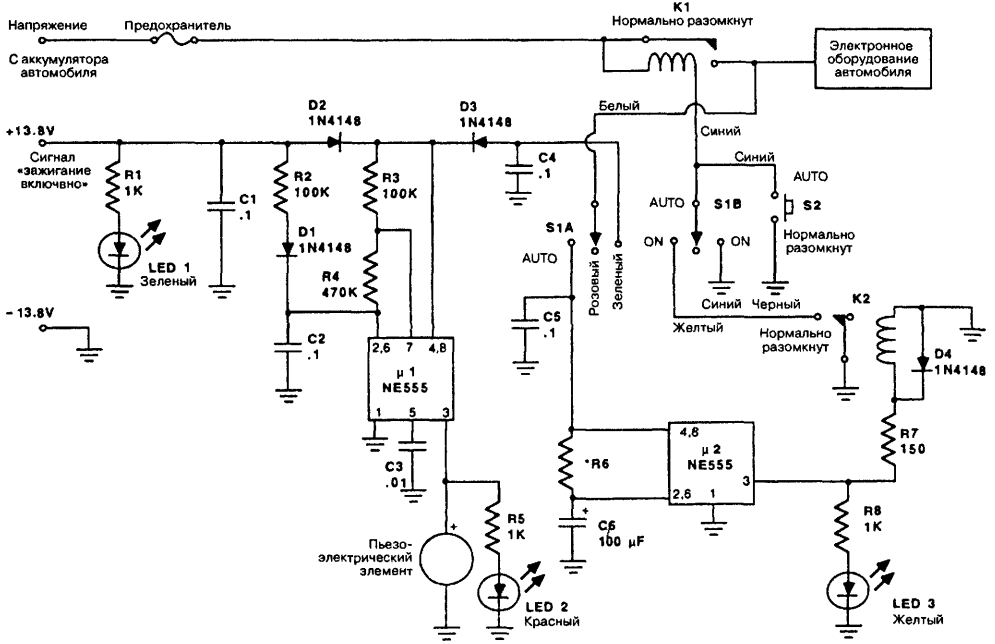 Напряжение
Предохранитель
K1
Нормально разомкнут
С аккумулятора
автомобиля
Электронное
оборудование
автомобиля
Белый
+13.8V
D2
1N4148
D3
1N4148
Синий
Сигнал
«зажигание
включвно»
R1
1K
C1
.1
R2
100K
R3
100K
C4
.1
Синий
AUTO
S2
Нормально
разомкнут
AUTO
S1B
ON
ON
S1A
AUTO
Розовый
Зеленый
D1
1N4148
R4
470K
LED 1
Зеленый
-13.8V
C2
.1
C5
.1
Синий
Черный
Желтый
K2
Нормально
разомкнут
D4
1N4148
2,6
7
4,8
μ1
NE555
1
5
3
C3
.01
R7
150
4,8
μ2
NE555
3
2,6
1
*R6
C6
100 μF
R5
1K
R8
1K
Пьезо-
электрический
элемент
+
+
LED 2
Красный
LED 3
Желтый